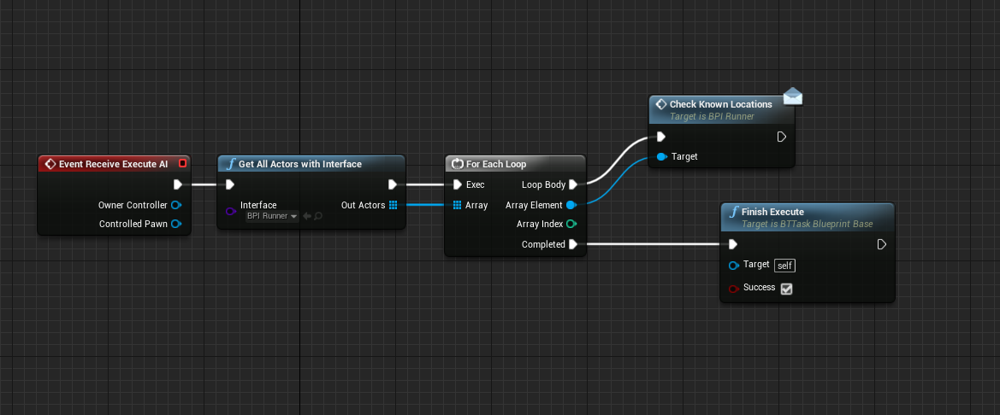 Event Receive Execute AI
Owner Controller
Controlled Pawn
Get All Actors with Interface
Interface
BPI Runner
Out Actors
For Each Loop
Exec
Loop Body
Array
Array Element
Array Index
Completed
Check Known Locations
Target is BPI Runner
Target
Finish Execute
Target is BTTask Blueprint Base
Target self
Success